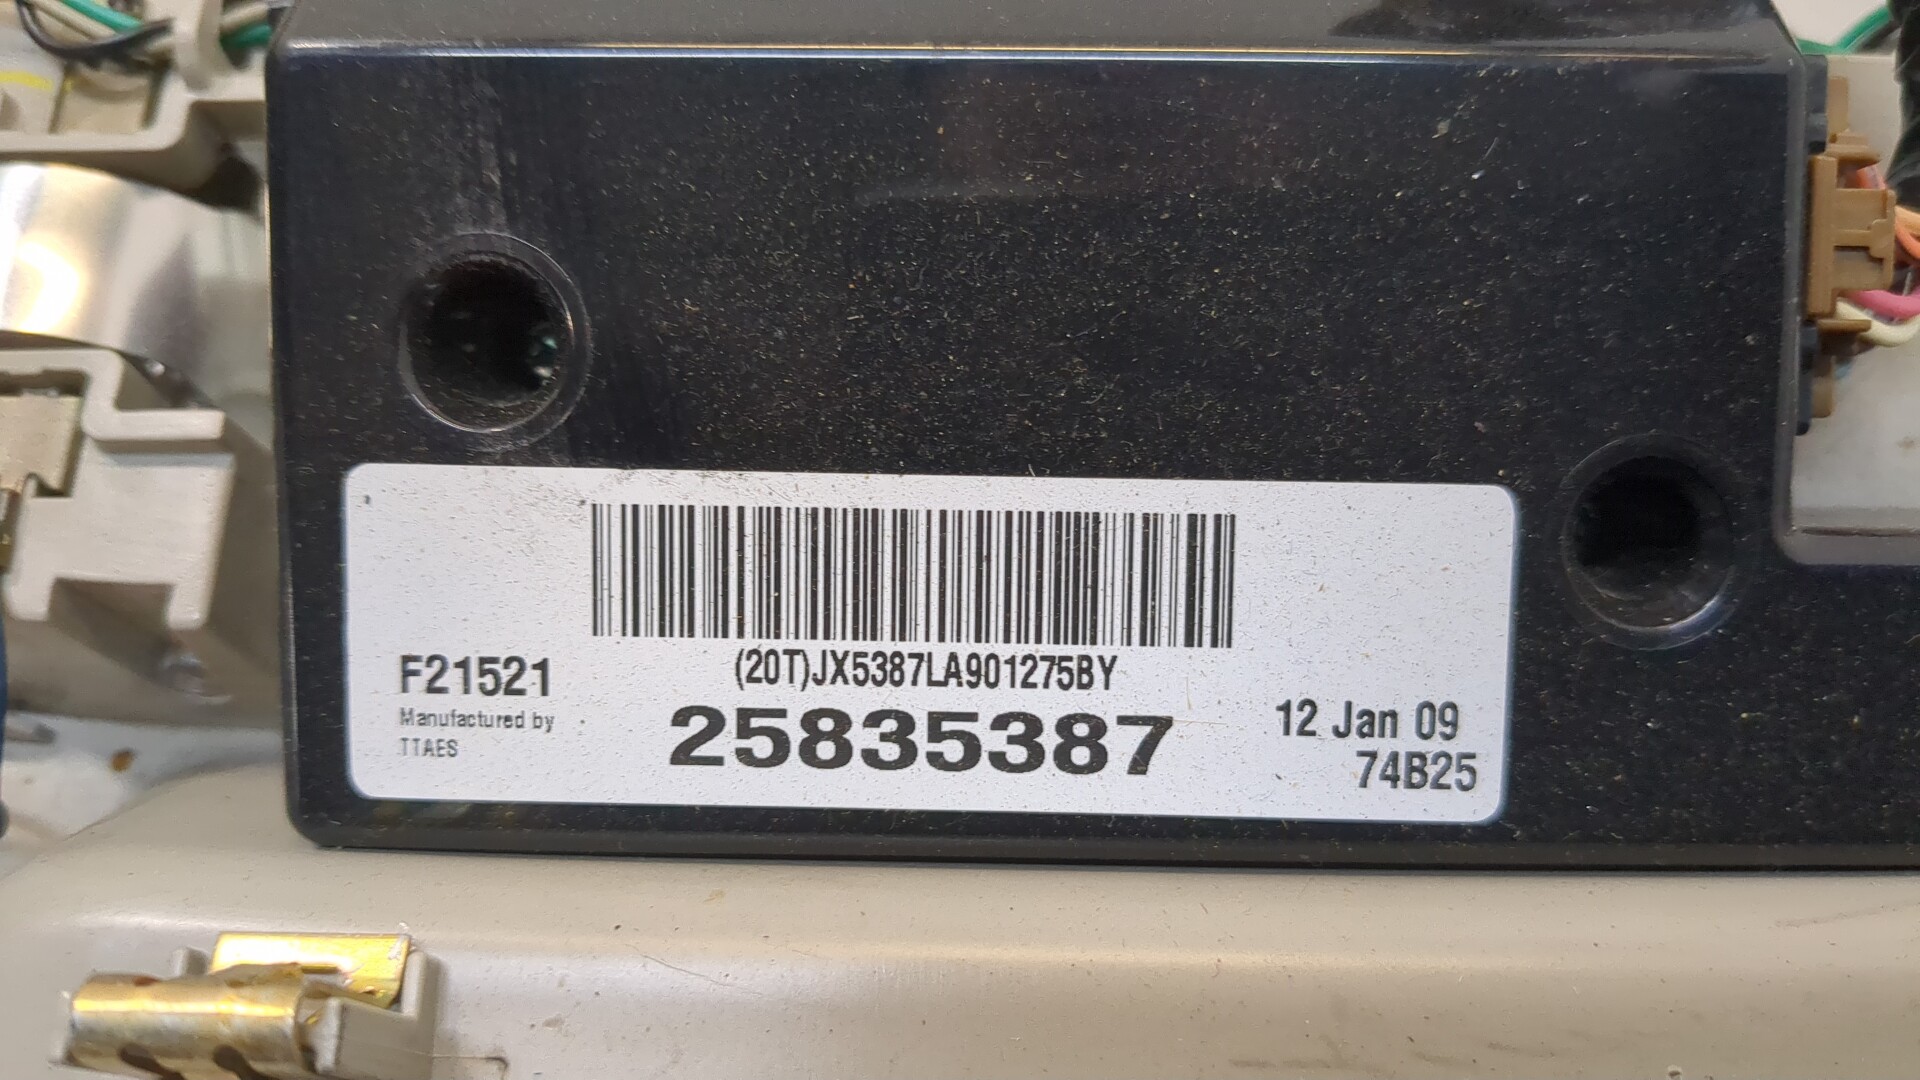 (20T)JX5387LA901275BY
F21521
Manufactured by
TTAES
25835387
12 Jan 09
74B25